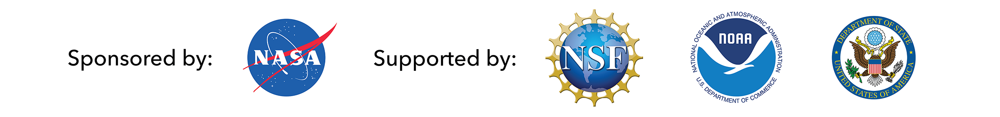 Sponsored by:
NASA
Supported by:
NSF
NATIONAL OCEANIC AND ATMOSPHERIC ADMINISTRATION
NOAA
U.S. DEPARTMENT OF COMMERCE
DEPARTMENT OF STATE
UNITED STATES OF AMERICA